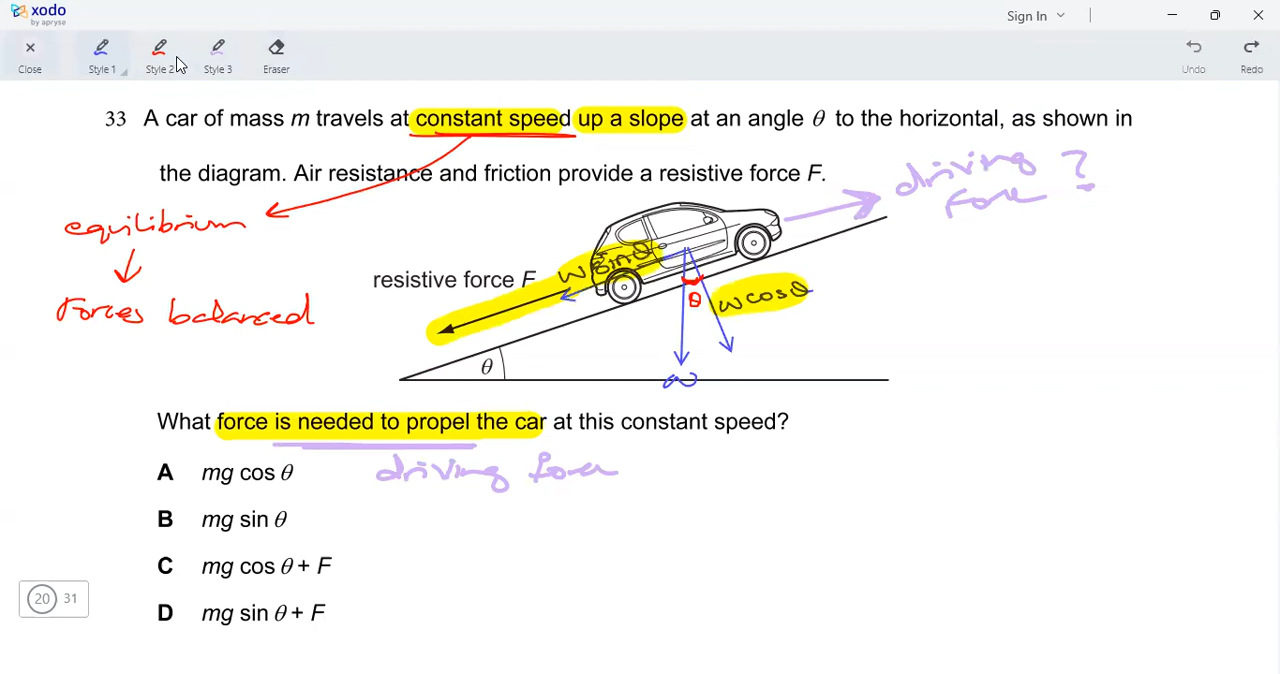 xodo
by apryse
Sign In
Close
Style 1
Style 2
Style 3
Eraser
Undo
Redo
33 A car of mass m travels at constant speed up a slope at an angle θ to the horizontal, as shown in
the diagram. Air resistance and friction provide a resistive force F.
driving ?
force
equilibrium
Forces balanced
resistive force F
W sinθ
θ
W cosθ
θ
W
What force is needed to propel the car at this constant speed?
driving force
A mg cos θ
B mg sin θ
C mg cos θ + F
D mg sin θ + F
20 31